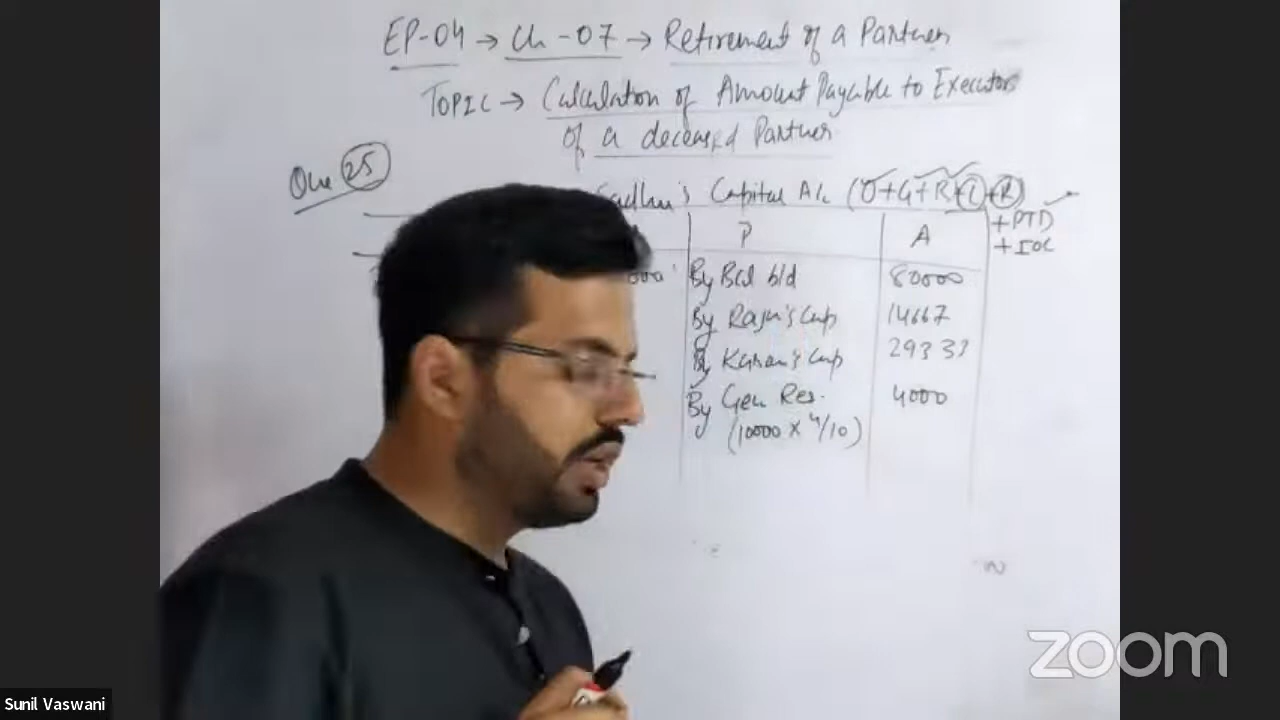 EP-04 → Ch-07 → Retirement of a Partner
TOPIC → Calculation of Amount Payable to Executors
of a deceased Partner
Que 25
Capital A/c (O+G+R+L+R)
+PTD
P A +IOC
000 By Bal b/d 80000
By Raju's Cap 14667
By Karan's Cap 29333
By Gen Res. 4000
(10000 x 4/10)
zoom
Sunil Vaswani